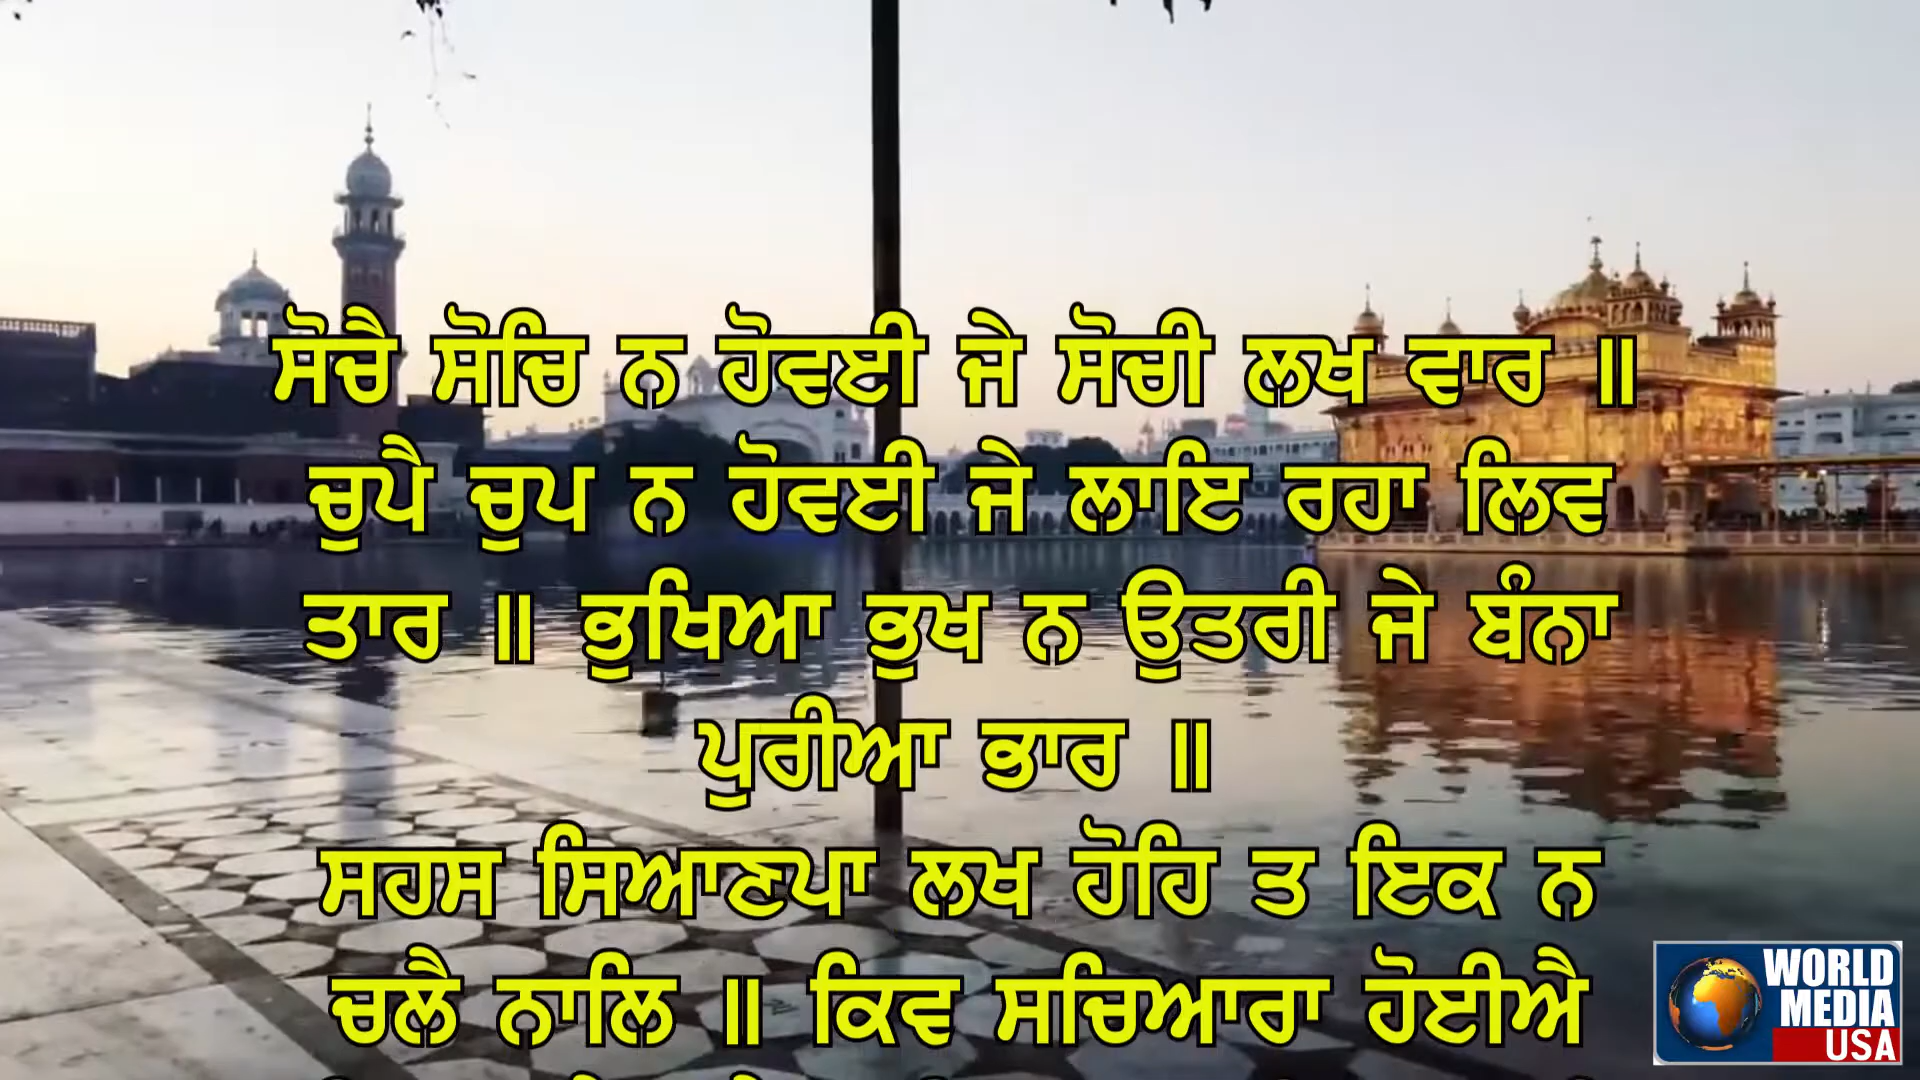 ਸੋਚੈ ਸੋਚਿ ਨ ਹੋਵਈ ਜੇ ਸੋਚੀ ਲਖ ਵਾਰ ॥
ਚੁਪੈ ਚੁਪ ਨ ਹੋਵਈ ਜੇ ਲਾਇ ਰਹਾ ਲਿਵ
ਤਾਰ ॥ ਭੁਖਿਆ ਭੁਖ ਨ ਉਤਰੀ ਜੇ ਬੰਨਾ
ਪੁਰੀਆ ਭਾਰ ॥
ਸਹਸ ਸਿਆਣਪਾ ਲਖ ਹੋਹਿ ਤ ਇਕ ਨ
ਚਲੈ ਨਾਲਿ ॥ ਕਿਵ ਸਚਿਆਰਾ ਹੋਈਐ
WORLD
MEDIA
USA